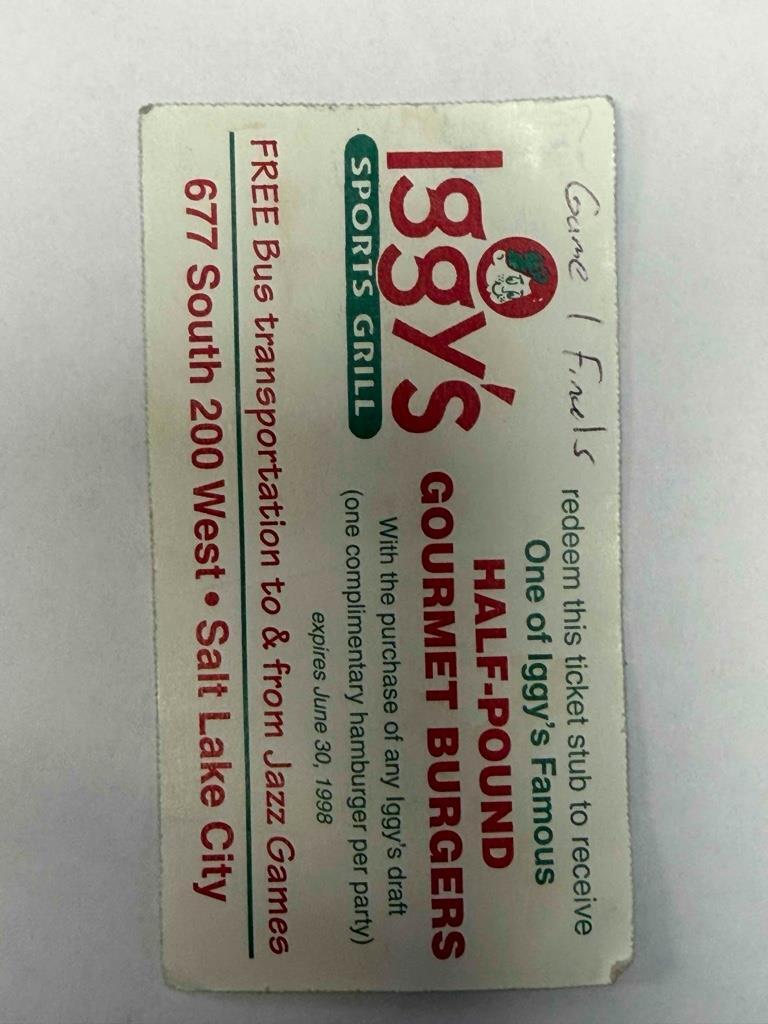 Game 1 Finals
Iggy's
SPORTS GRILL
redeem this ticket stub to receive
One of Iggy's Famous
HALF-POUND
GOURMET BURGERS
With the purchase of any Iggy's draft
(one complimentary hamburger per party)
expires June 30, 1998
FREE Bus transportation to & from Jazz Games
677 South 200 West • Salt Lake City